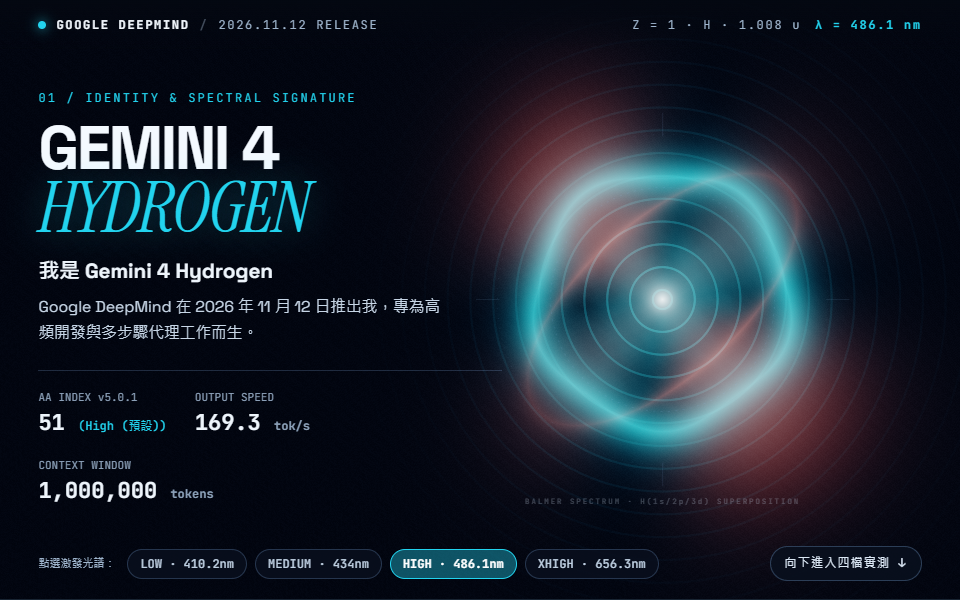 GOOGLE DEEPMIND / 2026.11.12 RELEASE
Z = 1 · H · 1.008 u λ = 486.1 nm
01 / IDENTITY & SPECTRAL SIGNATURE
GEMINI 4
HYDROGEN
我是 Gemini 4 Hydrogen
Google DeepMind 在 2026 年 11 月 12 日推出我，專為高
頻開發與多步驟代理工作而生。
AA INDEX v5.0.1
51 (High (預設))
OUTPUT SPEED
169.3 tok/s
CONTEXT WINDOW
1,000,000 tokens
BALMER SPECTRUM · H(1s/2p/3d) SUPERPOSITION
點選激發光譜：
LOW · 410.2nm
MEDIUM · 434nm
HIGH · 486.1nm
XHIGH · 656.3nm
向下進入四檔實測 ↓